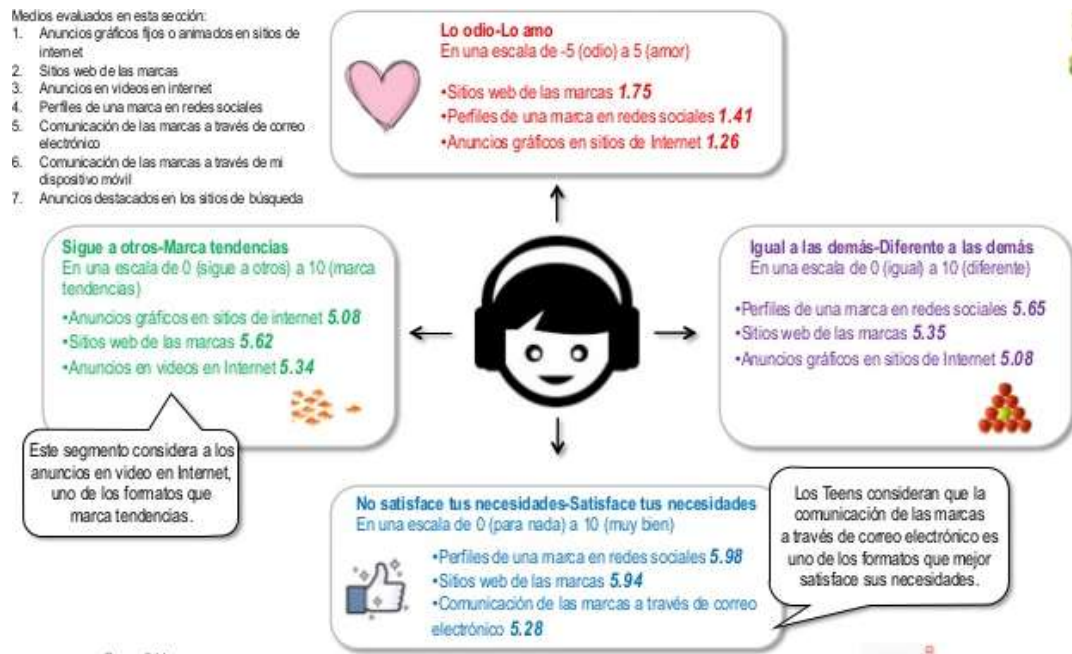 Medios evaluados en esta sección:
1. Anuncios gráficos fijos o animados en sitios de
internet
2. Sitios web de las marcas
3. Anuncios en videos en internet
4. Perfiles de una marca en redes sociales
5. Comunicación de las marcas a través de correo
electrónico
6. Comunicación de las marcas a través de mi
dispositivo móvil
7. Anuncios destacados en los sitios de búsqueda
Lo odio-Lo amo
En una escala de -5 (odio) a 5 (amor)
•Sitios web de las marcas 1.75
•Perfiles de una marca en redes sociales 1.41
•Anuncios gráficos en sitios de Internet 1.26
Sigue a otros-Marca tendencias
En una escala de 0 (sigue a otros) a 10 (marca
tendencias)
•Anuncios gráficos en sitios de internet 5.08
•Sitios web de las marcas 5.62
•Anuncios en videos en Internet 5.34
Este segmento considera a los
anuncios en video en Internet,
uno de los formatos que
marca tendencias.
Igual a las demás-Diferente a las demás
En una escala de 0 (igual) a 10 (diferente)
•Perfiles de una marca en redes sociales 5.65
•Sitios web de las marcas 5.35
•Anuncios gráficos en sitios de Internet 5.08
No satisface tus necesidades-Satisface tus necesidades
En una escala de 0 (para nada) a 10 (muy bien)
•Perfiles de una marca en redes sociales 5.98
•Sitios web de las marcas 5.94
•Comunicación de las marcas a través de correo
electrónico 5.28
Los Teens consideran que la
comunicación de las marcas
a través de correo electrónico es
uno de los formatos que mejor
satisface sus necesidades.